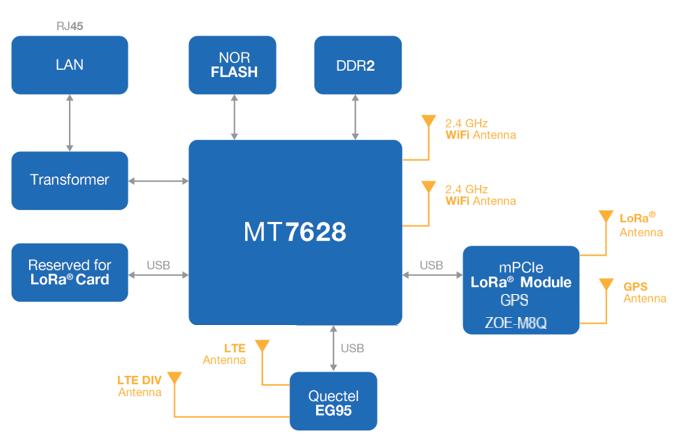 RJ45
LAN
NOR
FLASH
DDR2
2.4 GHz
WiFi Antenna
Transformer
2.4 GHz
WiFi Antenna
MT7628
LoRa®
Antenna
Reserved for
LoRa® Card
USB
USB
mPCIe
LoRa® Module
GPS
ZOE-M8Q
GPS
Antenna
LTE
Antenna
USB
LTE DIV
Antenna
Quectel
EG95